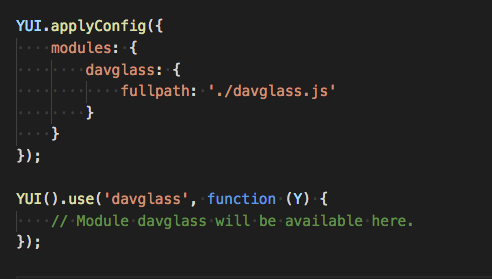 YUI.applyConfig({
    modules: {
        davglass: {
            fullpath: './davglass.js'
        }
    }
});

YUI().use('davglass', function (Y) {
    // Module davglass will be available here.
});